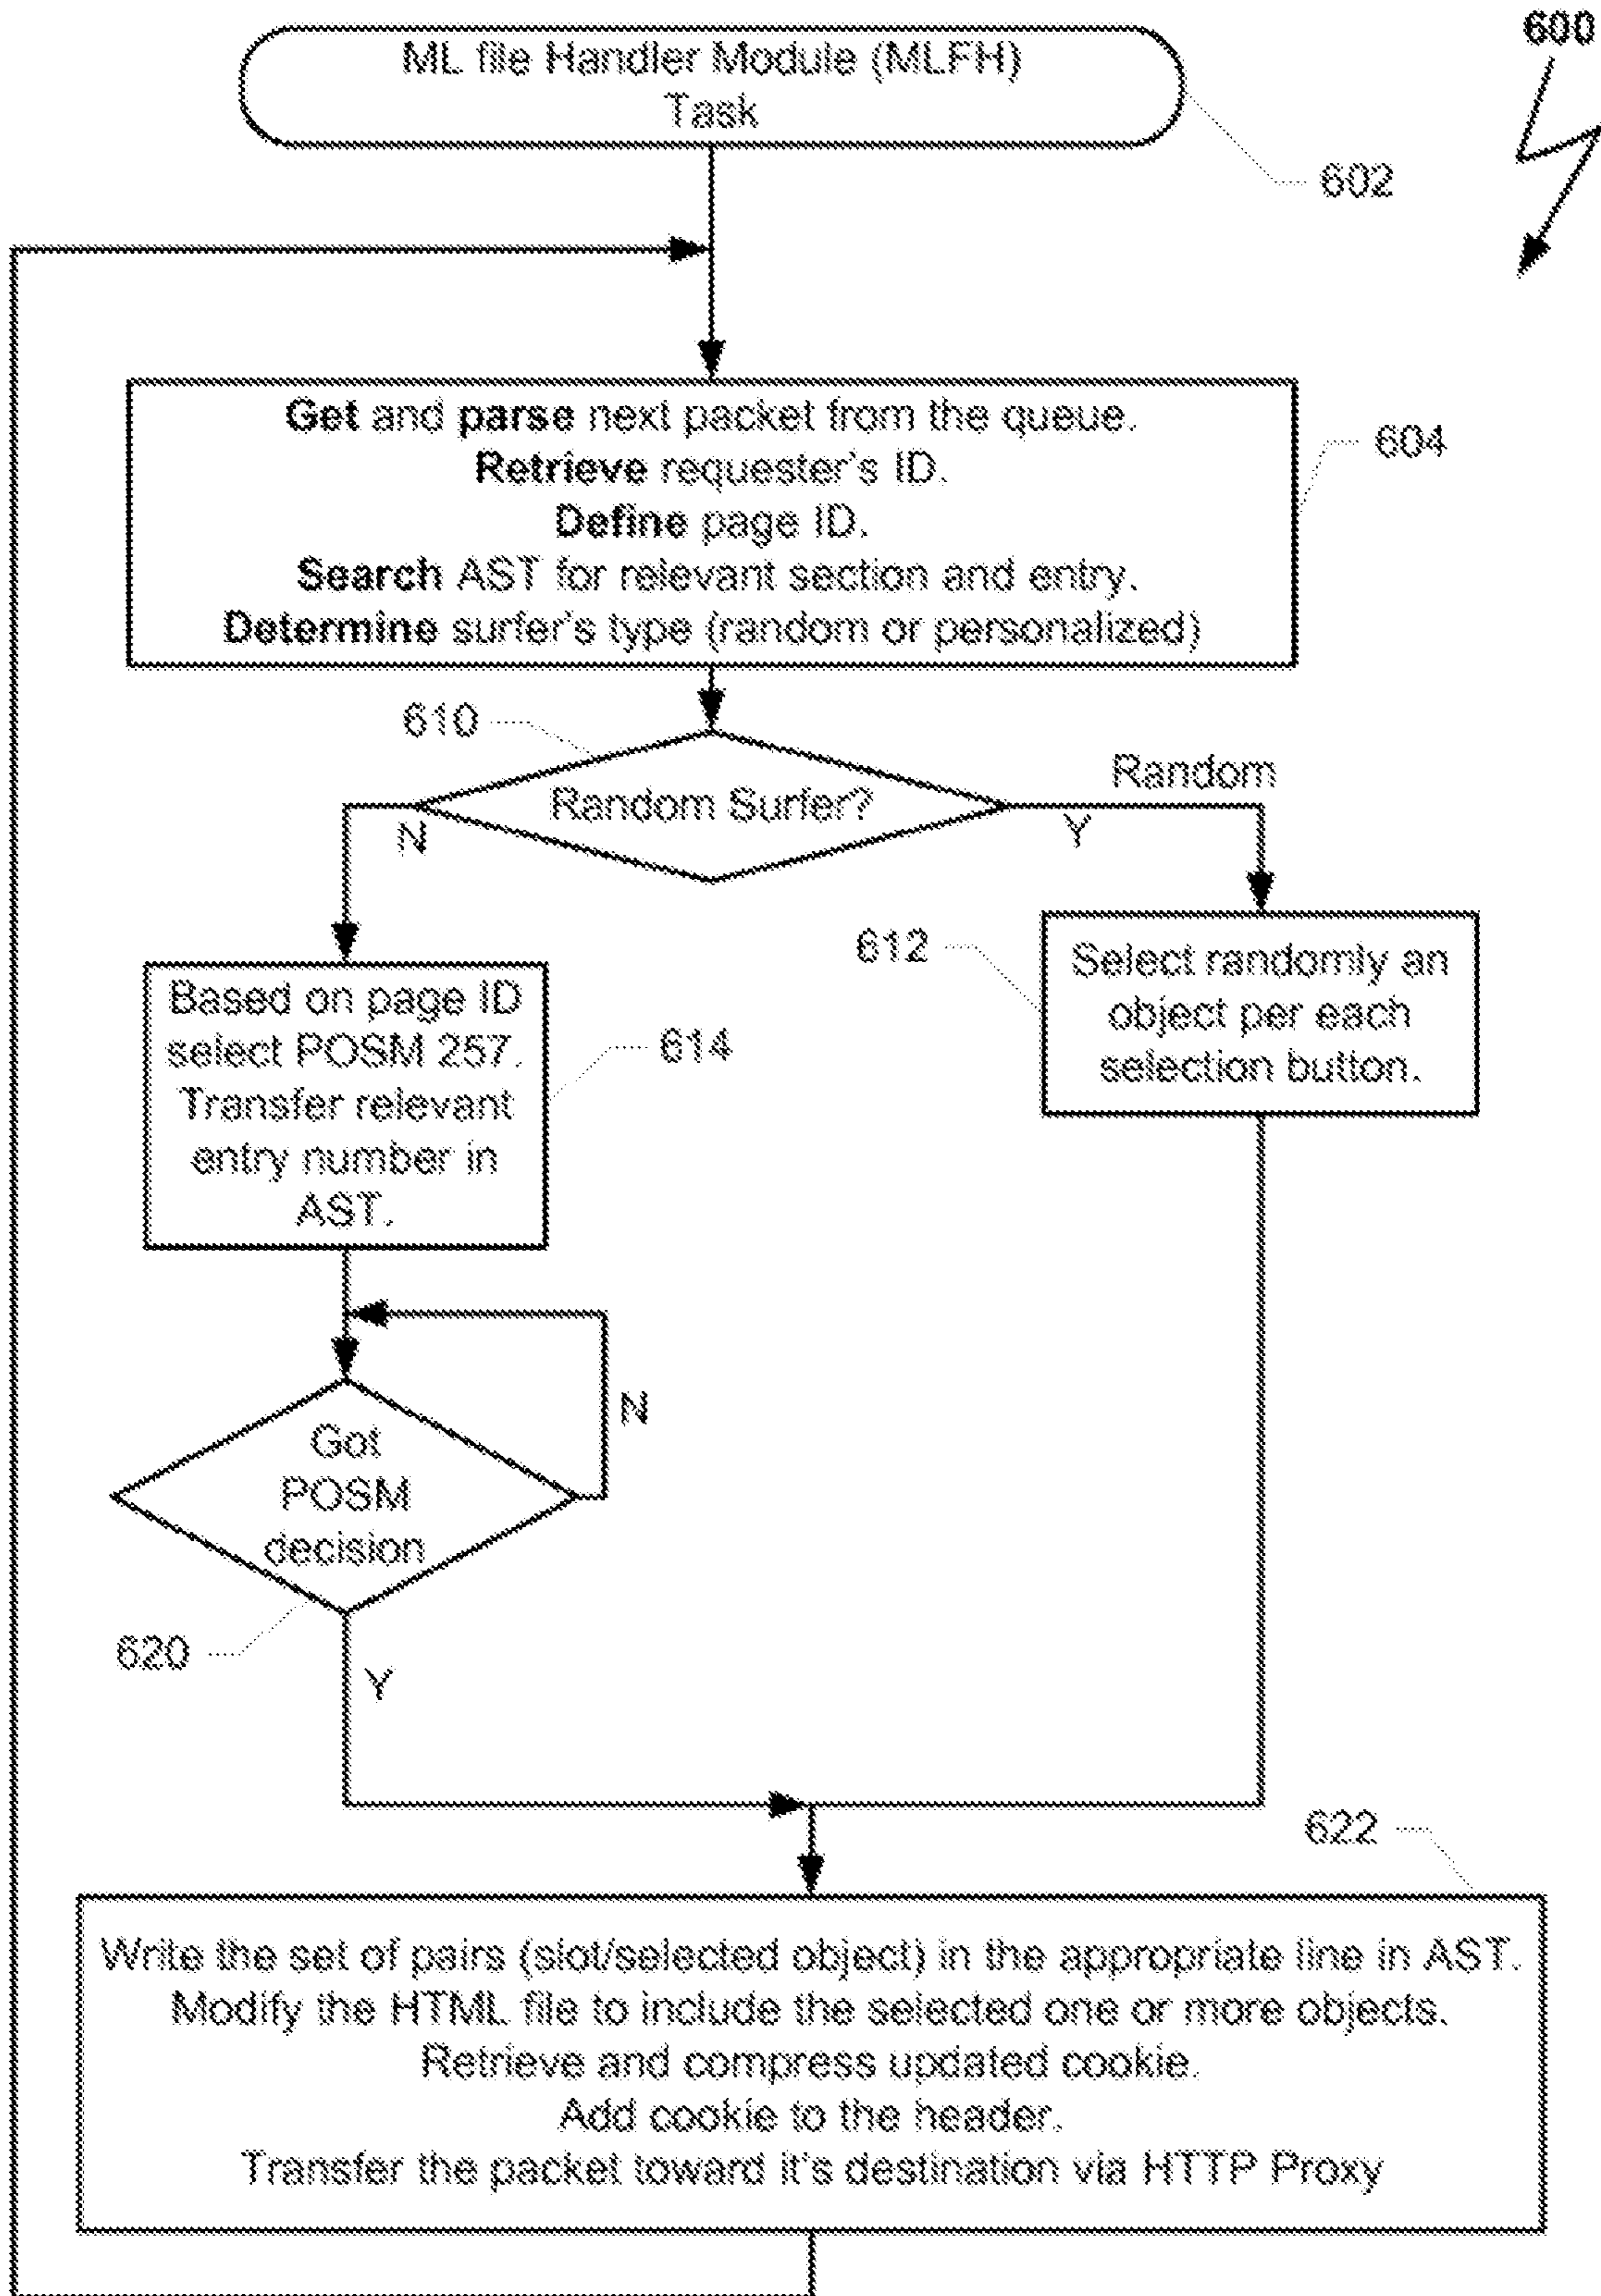 600
ML file Handler Module (MLFH)
Task
602
Get and parse next packet from the queue.
Retrieve requester's ID.
Define page ID.
Search AST for relevant section and entry.
Determine surfer's type (random or personalized)
604
610
Random Surfer?
Random
N
Y
612
Select randomly an
object per each
selection button.
Based on page ID
select POSM 257.
Transfer relevant
entry number in
AST.
614
Got
POSM
decision
N
620
Y
622
Write the set of pairs (slot/selected object) in the appropriate line in AST.
Modify the HTML file to include the selected one or more objects.
Retrieve and compress updated cookie.
Add cookie to the header.
Transfer the packet toward it's destination via HTTP Proxy